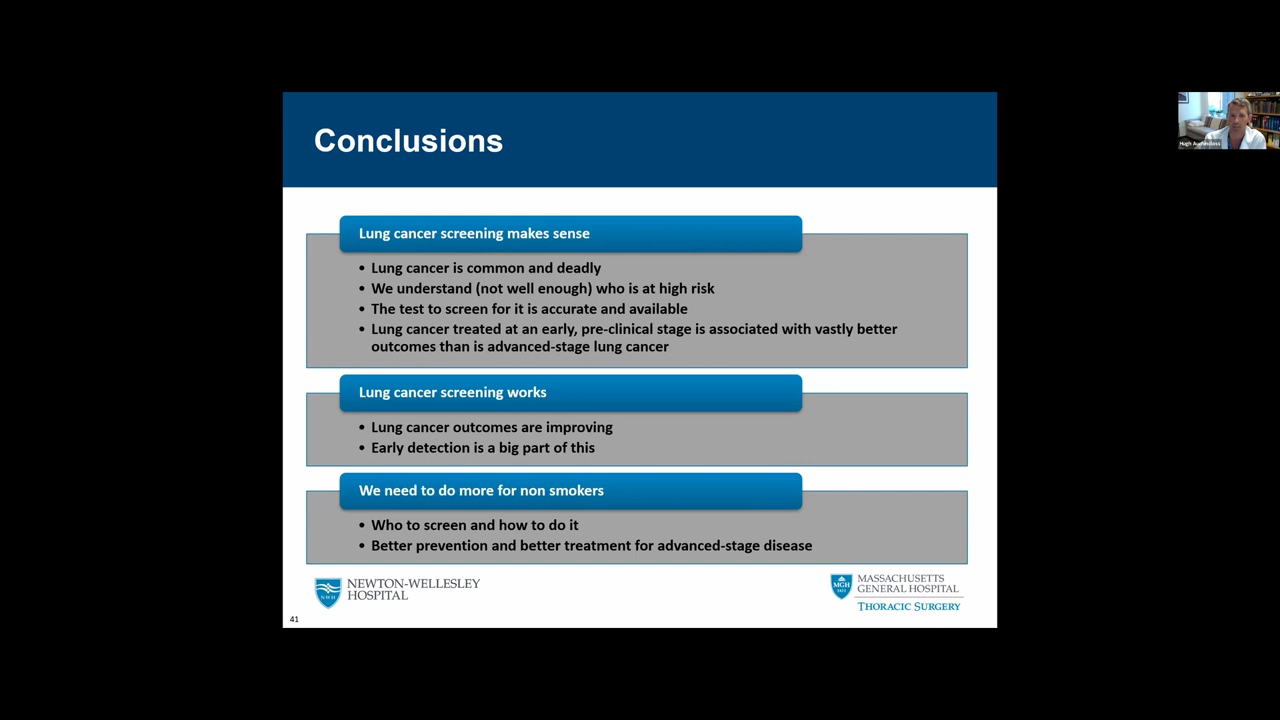 Conclusions
Lung cancer screening makes sense
• Lung cancer is common and deadly
• We understand (not well enough) who is at high risk
• The test to screen for it is accurate and available
• Lung cancer treated at an early, pre-clinical stage is associated with vastly better
outcomes than is advanced-stage lung cancer
Lung cancer screening works
• Lung cancer outcomes are improving
• Early detection is a big part of this
We need to do more for non smokers
• Who to screen and how to do it
• Better prevention and better treatment for advanced-stage disease
NWH
NEWTON-WELLESLEY
HOSPITAL
MGH
1811
MASSACHUSETTS
GENERAL HOSPITAL
THORACIC SURGERY
41
Hugh Auchincloss